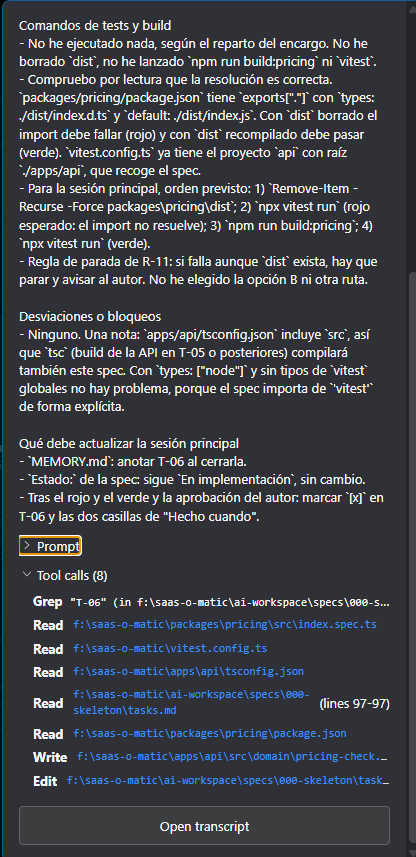 Comandos de tests y build
- No he ejecutado nada, según el reparto del encargo. No he
borrado `dist`, no he lanzado `npm run build:pricing` ni `vitest`.
- Compruebo por lectura que la resolución es correcta.
`packages/pricing/package.json` tiene `exports["."]` con `types:
./dist/index.d.ts` y `default: ./dist/index.js`. Con `dist` borrado el
import debe fallar (rojo) y con `dist` recompilado debe pasar
(verde). `vitest.config.ts` ya tiene el proyecto `api` con raíz
`./apps/api`, que recoge el spec.
- Para la sesión principal, orden previsto: 1) `Remove-Item -
Recurse -Force packages\pricing\dist`; 2) `npx vitest run` (rojo
esperado: el import no resuelve); 3) `npm run build:pricing`; 4)
`npx vitest run` (verde).
- Regla de parada de R-11: si falla aunque `dist` exista, hay que
parar y avisar al autor. No he elegido la opción B ni otra ruta.
Desviaciones o bloqueos
- Ninguno. Una nota: `apps/api/tsconfig.json` incluye `src`, así
que `tsc` (build de la API en T-05 o posteriores) compilará
también este spec. Con `types: ["node"]` y sin tipos de `vitest`
globales no hay problema, porque el spec importa de `'vitest'`
de forma explícita.
Qué debe actualizar la sesión principal
- `MEMORY.md`: anotar T-06 al cerrarla.
- `Estado:` de la spec: sigue `En implementación`, sin cambio.
- Tras el rojo y el verde y la aprobación del autor: marcar `[x]` en
T-06 y las dos casillas de "Hecho cuando".
Prompt
Tool calls (8)
Grep "T-06" (in f:\saas-o-matic\ai-workspace\specs\000-s...
Read f:\saas-o-matic\packages\pricing\src\index.spec.ts
Read f:\saas-o-matic\vitest.config.ts
Read f:\saas-o-matic\apps\api\tsconfig.json
Read f:\saas-o-matic\ai-workspace\specs\000-
skeleton\tasks.md (lines 97-97)
Read f:\saas-o-matic\packages\pricing\package.json
Write f:\saas-o-matic\apps\api\src\domain\pricing-check....
Edit f:\saas-o-matic\ai-workspace\specs\000-skeleton\task...
Open transcript